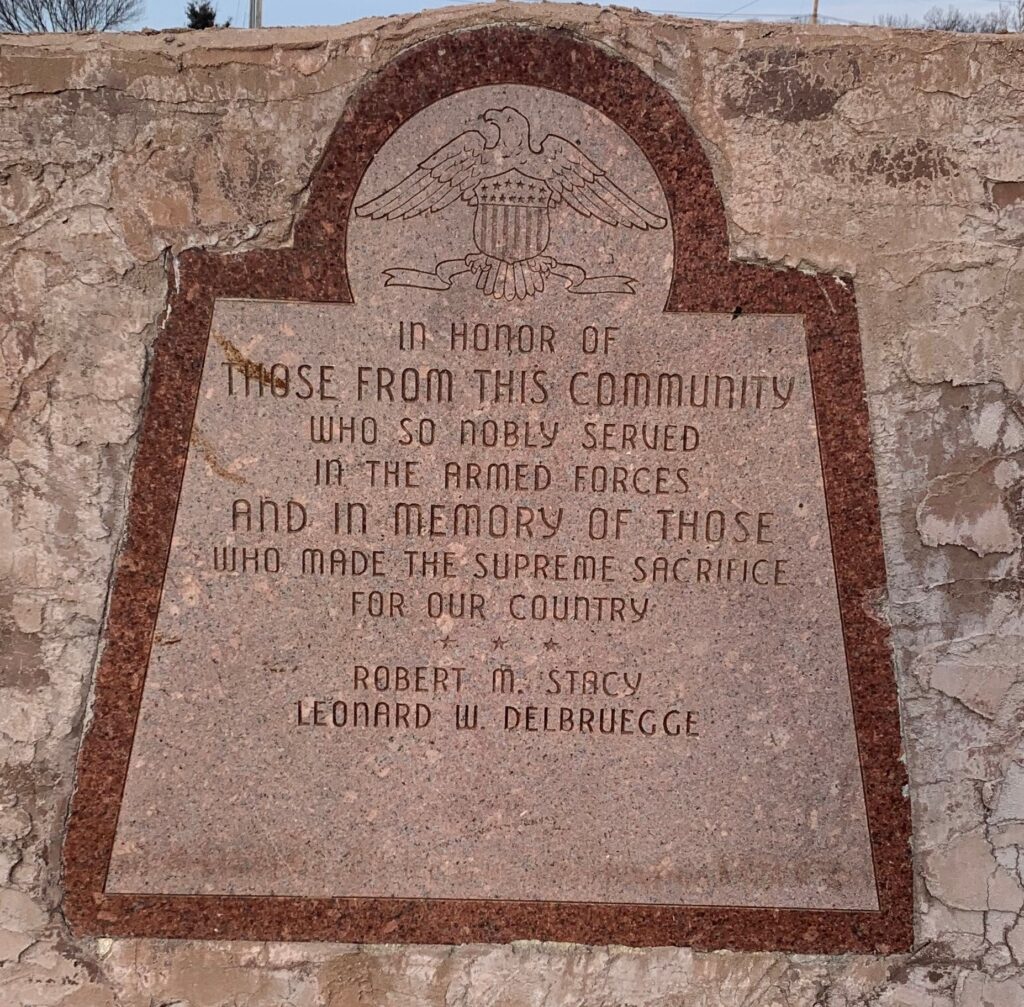 IN HONOR OF
THOSE FROM THIS COMMUNITY
WHO SO NOBLY SERVED
IN THE ARMED FORCES
AND IN MEMORY OF THOSE
WHO MADE THE SUPREME SACRIFICE
FOR OUR COUNTRY
ROBERT M. STACY
LEONARD W. DELBRUEGGE